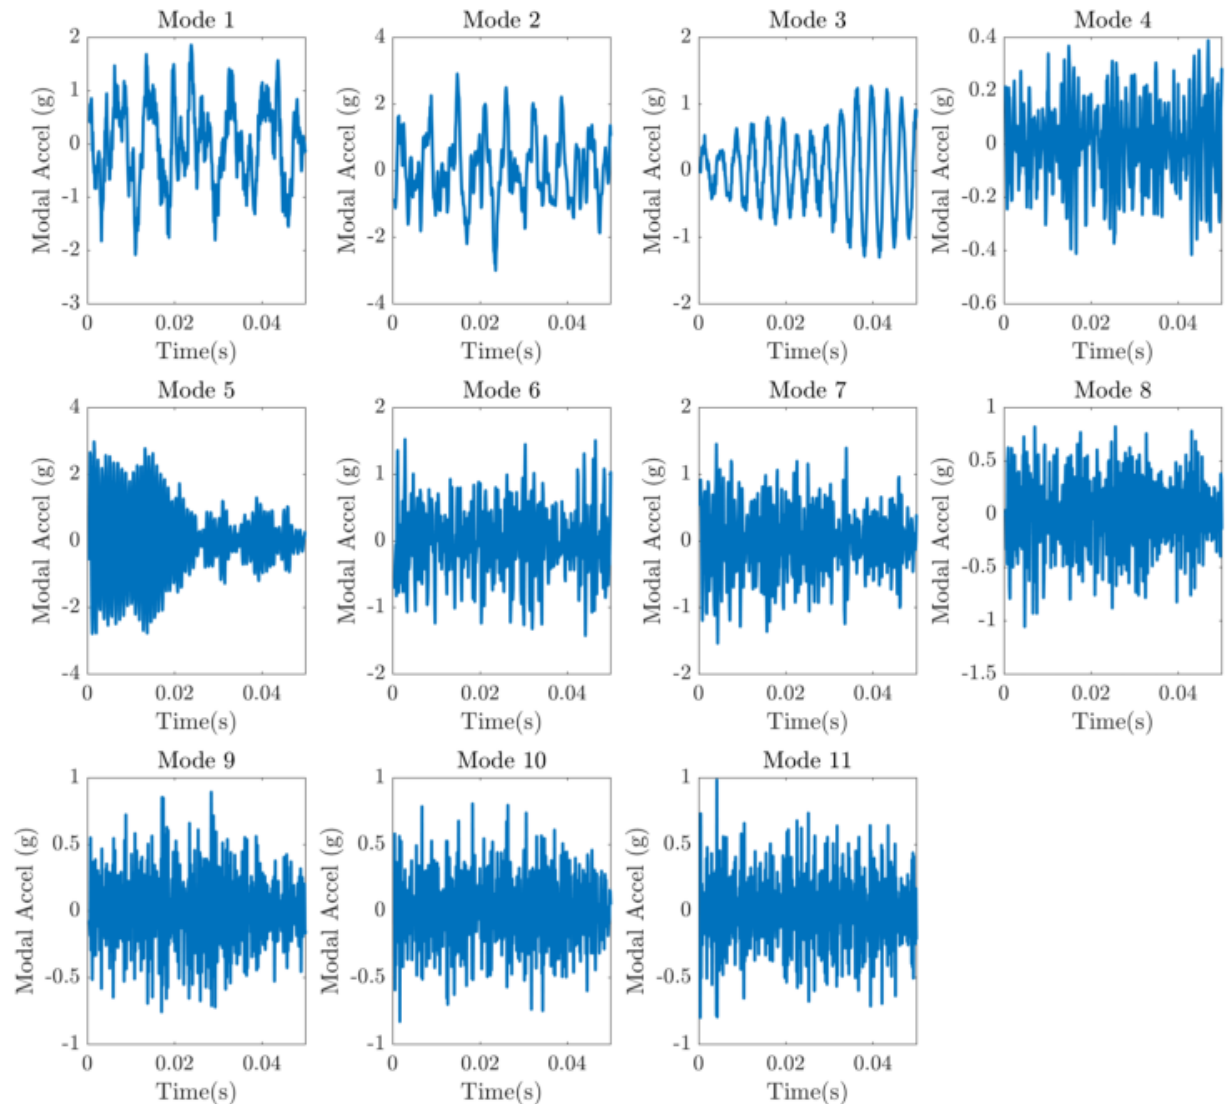 Mode 1
Mode 2
Mode 3
Mode 4
Modal Accel (g)
2
1
0
-1
-2
-3
0
0.02
0.04
Time(s)
Modal Accel (g)
4
2
0
-2
-4
0
0.02
0.04
Time(s)
Modal Accel (g)
2
1
0
-1
-2
0
0.02
0.04
Time(s)
Modal Accel (g)
0.4
0.2
0
-0.2
-0.4
-0.6
0
0.02
0.04
Time(s)
Mode 5
Mode 6
Mode 7
Mode 8
Modal Accel (g)
4
2
0
-2
-4
0
0.02
0.04
Time(s)
Modal Accel (g)
2
1
0
-1
-2
0
0.02
0.04
Time(s)
Modal Accel (g)
2
1
0
-1
-2
0
0.02
0.04
Time(s)
Modal Accel (g)
1
0.5
0
-0.5
-1
-1.5
0
0.02
0.04
Time(s)
Mode 9
Mode 10
Mode 11
Modal Accel (g)
1
0.5
0
-0.5
-1
0
0.02
0.04
Time(s)
Modal Accel (g)
1
0.5
0
-0.5
-1
0
0.02
0.04
Time(s)
Modal Accel (g)
1
0.5
0
-0.5
-1
0
0.02
0.04
Time(s)